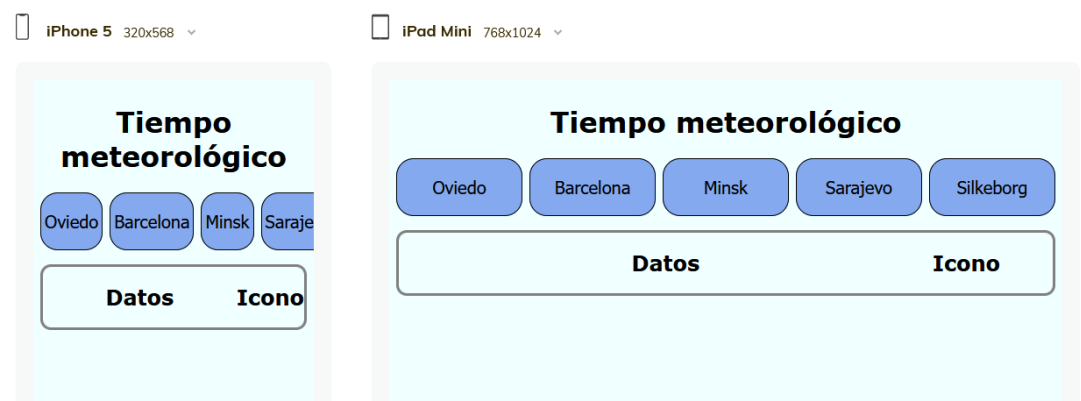 iPhone 5 320x568
iPad Mini 768x1024
Tiempo
meteorológico
Oviedo Barcelona Minsk Saraje
Datos Icono
Tiempo meteorológico
Oviedo Barcelona Minsk Sarajevo Silkeborg
Datos Icono